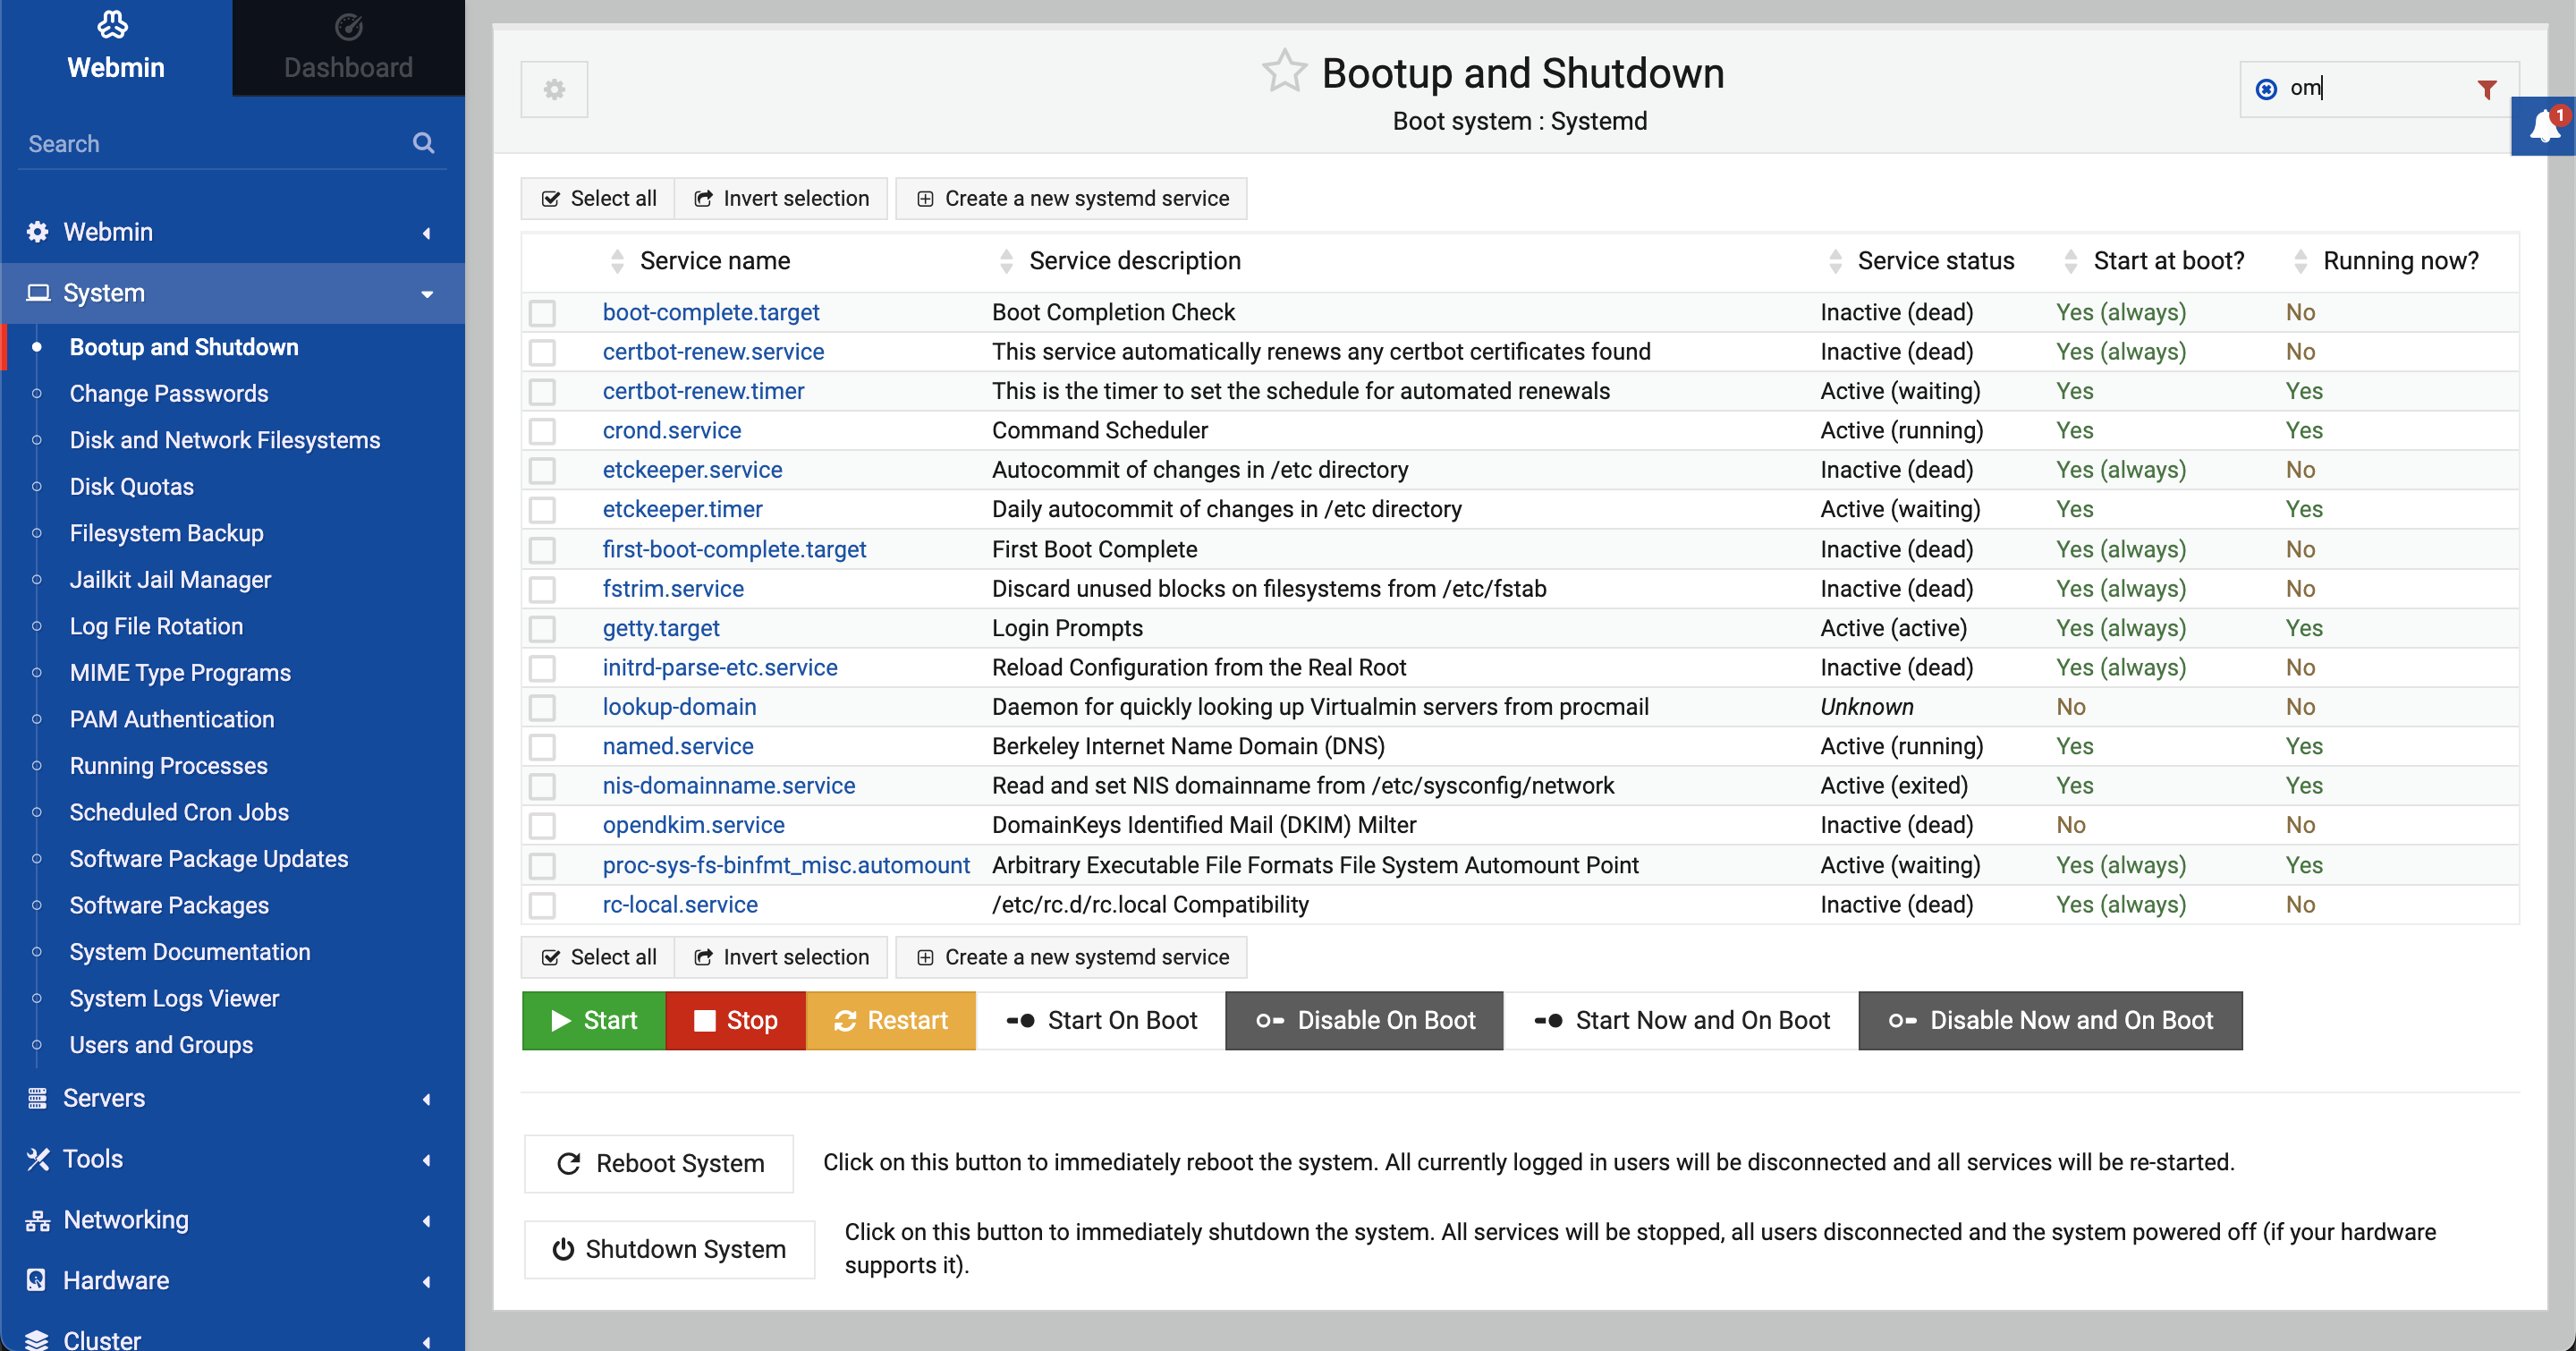 Webmin
Dashboard
Search
Webmin
System
Bootup and Shutdown
Change Passwords
Disk and Network Filesystems
Disk Quotas
Filesystem Backup
Jailkit Jail Manager
Log File Rotation
MIME Type Programs
PAM Authentication
Running Processes
Scheduled Cron Jobs
Software Package Updates
Software Packages
System Documentation
System Logs Viewer
Users and Groups
Servers
Tools
Networking
Hardware
Cluster
Bootup and Shutdown
Boot system : Systemd
om
1
Select all Invert selection Create a new systemd service
Service name Service description Service status Start at boot? Running now?
boot-complete.target Boot Completion Check Inactive (dead) Yes (always) No
certbot-renew.service This service automatically renews any certbot certificates found Inactive (dead) Yes (always) No
certbot-renew.timer This is the timer to set the schedule for automated renewals Active (waiting) Yes Yes
crond.service Command Scheduler Active (running) Yes Yes
etckeeper.service Autocommit of changes in /etc directory Inactive (dead) Yes (always) No
etckeeper.timer Daily autocommit of changes in /etc directory Active (waiting) Yes Yes
first-boot-complete.target First Boot Complete Inactive (dead) Yes (always) No
fstrim.service Discard unused blocks on filesystems from /etc/fstab Inactive (dead) Yes (always) No
getty.target Login Prompts Active (active) Yes (always) Yes
initrd-parse-etc.service Reload Configuration from the Real Root Inactive (dead) Yes (always) No
lookup-domain Daemon for quickly looking up Virtualmin servers from procmail Unknown No No
named.service Berkeley Internet Name Domain (DNS) Active (running) Yes Yes
nis-domainname.service Read and set NIS domainname from /etc/sysconfig/network Active (exited) Yes Yes
opendkim.service DomainKeys Identified Mail (DKIM) Milter Inactive (dead) No No
proc-sys-fs-binfmt_misc.automount Arbitrary Executable File Formats File System Automount Point Active (waiting) Yes (always) Yes
rc-local.service /etc/rc.d/rc.local Compatibility Inactive (dead) Yes (always) No
Select all Invert selection Create a new systemd service
Start Stop Restart Start On Boot Disable On Boot Start Now and On Boot Disable Now and On Boot
Reboot System Click on this button to immediately reboot the system. All currently logged in users will be disconnected and all services will be re-started.
Shutdown System Click on this button to immediately shutdown the system. All services will be stopped, all users disconnected and the system powered off (if your hardware
supports it).